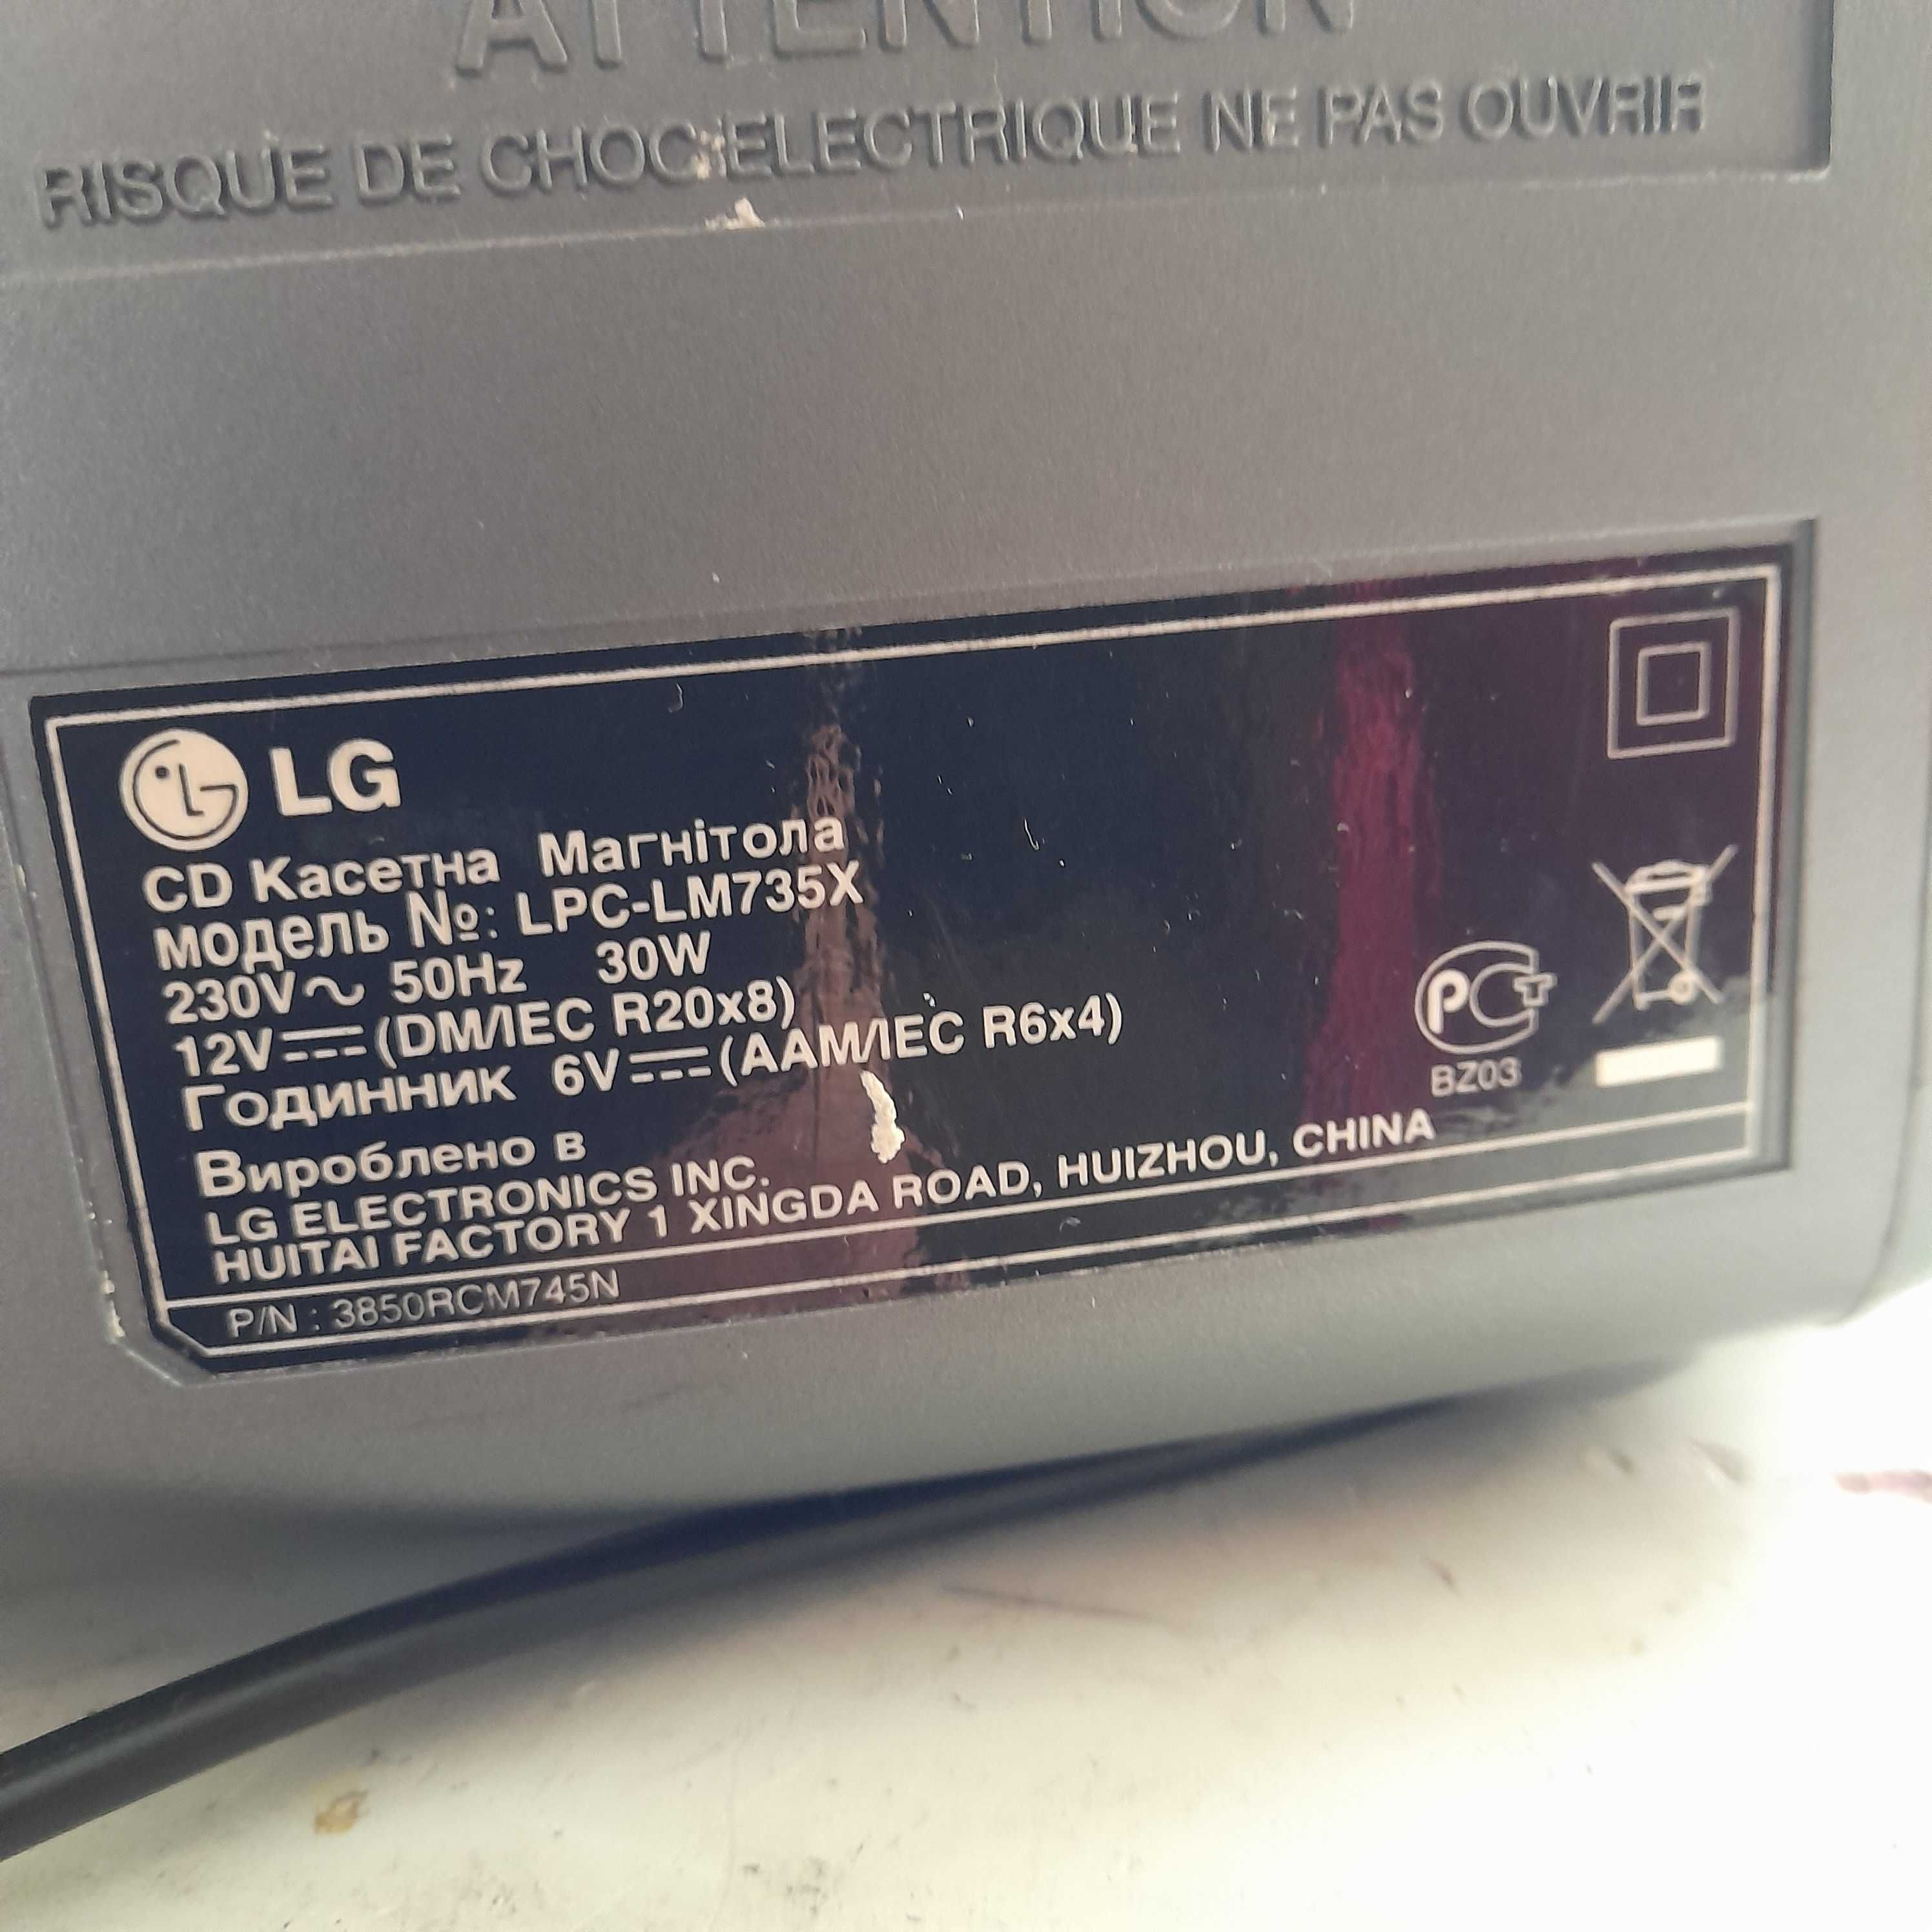 ATTENTION
RISQUE DE CHOC ELECTRIQUE NE PAS OUVRIR
LG
CD Касетна Магнітола
модель №: LPC-LM735X
230V~ 50Hz 30W
12V⎓(DM/IEC R20x8)
Годинник 6V⎓(AAM/IEC R6x4)
Вироблено в
LG ELECTRONICS INC.
HUITAI FACTORY 1 XINGDA ROAD, HUIZHOU, CHINA
P/N : 3850RCM745N
РСТ
BZ03